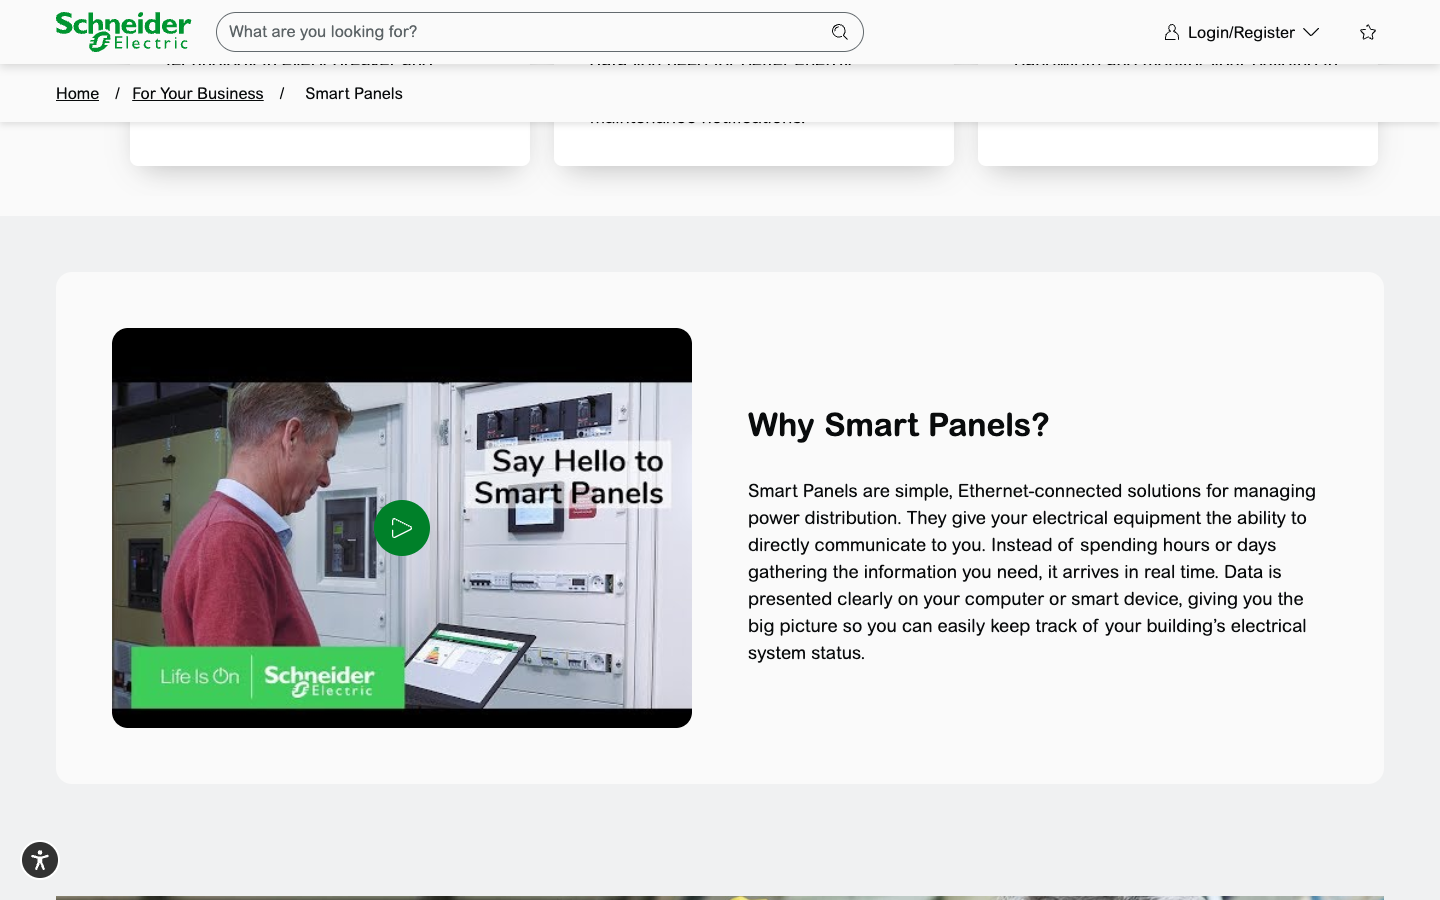 Schneider
Electric
What are you looking for?
Login/Register
Home / For Your Business / Smart Panels
maintenance notifications.
Say Hello to
Smart Panels
Life Is On | Schneider
Electric
Why Smart Panels?
Smart Panels are simple, Ethernet-connected solutions for managing
power distribution. They give your electrical equipment the ability to
directly communicate to you. Instead of spending hours or days
gathering the information you need, it arrives in real time. Data is
presented clearly on your computer or smart device, giving you the
big picture so you can easily keep track of your building’s electrical
system status.